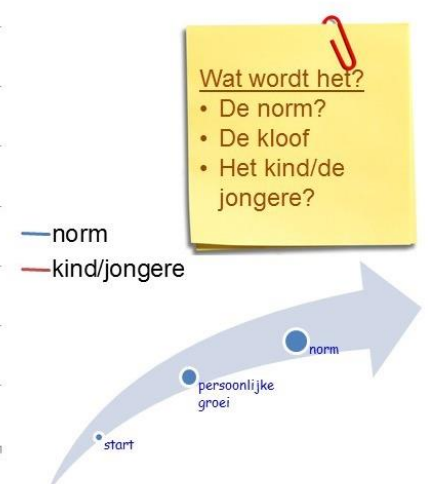 Wat wordt het?
• De norm?
• De kloof
• Het kind/de
jongere?
norm
kind/jongere
norm
persoonlijke
groei
start